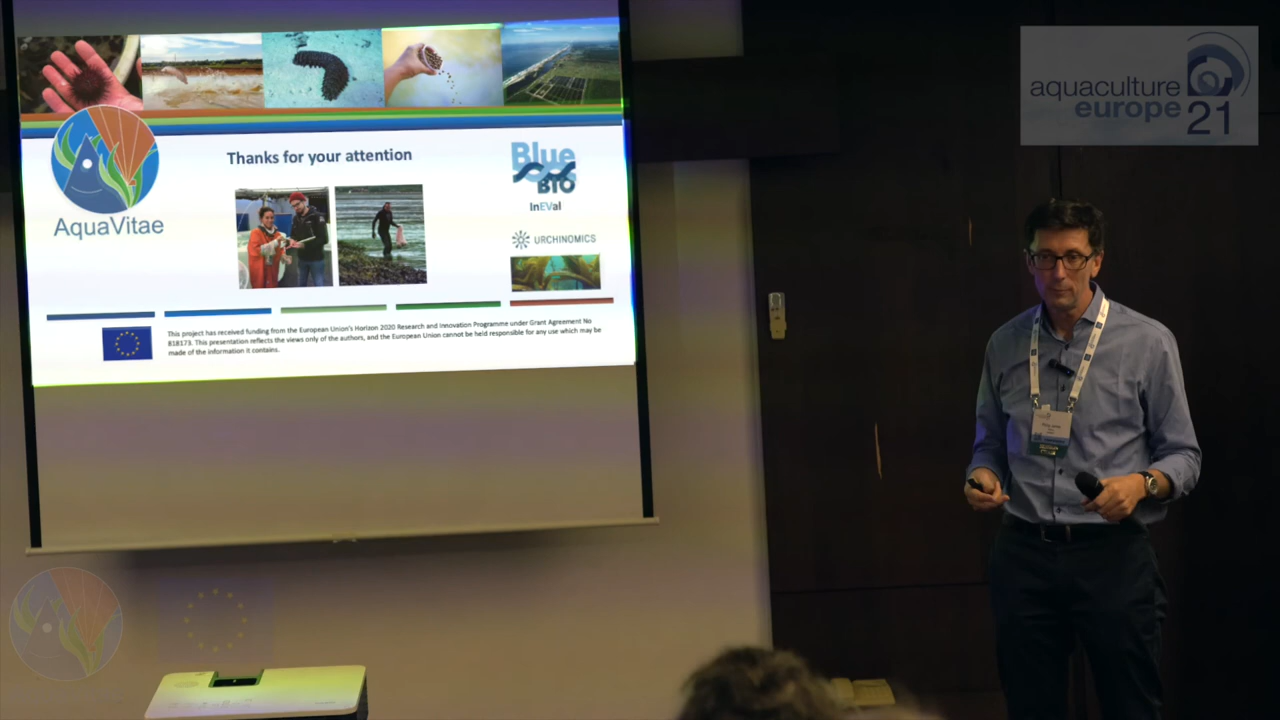 aquaculture
europe
21
Thanks for your attention
AquaVitae
Blue
BIO
InEVal
URCHINOMICS
This project has received funding from the European Union's Horizon 2020 Research and Innovation Programme under Grant Agreement No
818173. This presentation reflects the views only of the authors, and the European Union cannot be held responsible for any use which may be
made of the information it contains.